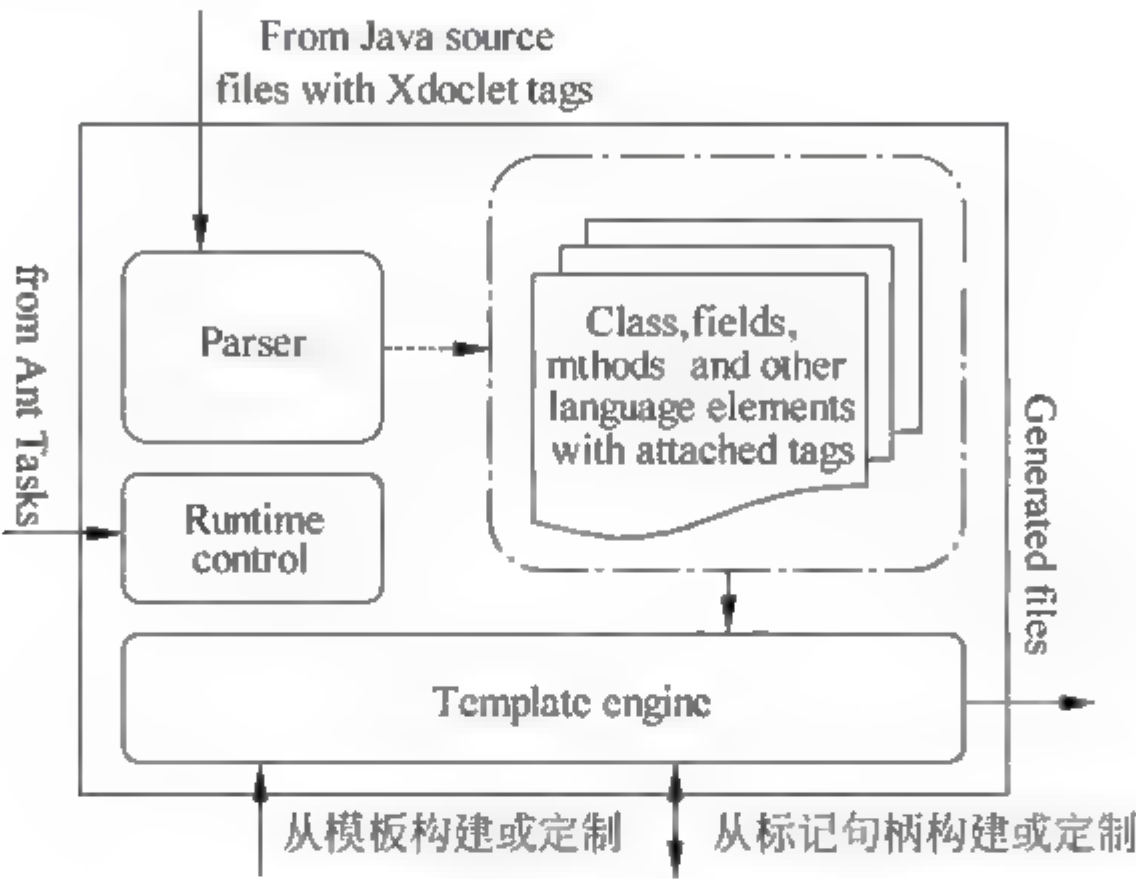 From Java source
files with Xdoclet tags
from Ant Tasks
Parser
Class,fields,
mthods and other
language elements
with attached tags
Runtime
control
Generated files
Template engine
从模板构建或定制
从标记句柄构建或定制